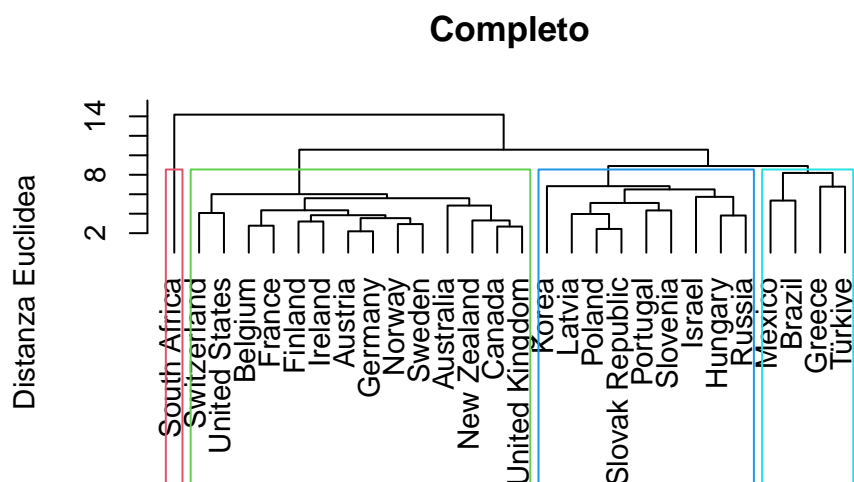 Completo
Distanza Euclidea
14
8
2
South Africa
Switzerland
United States
Belgium
France
Finland
Ireland
Austria
Germany
Norway
Sweden
Australia
New Zealand
Canada
United Kingdom
Korea
Latvia
Poland
Slovak Republic
Portugal
Slovenia
Israel
Hungary
Russia
Mexico
Brazil
Greece
Türkiye